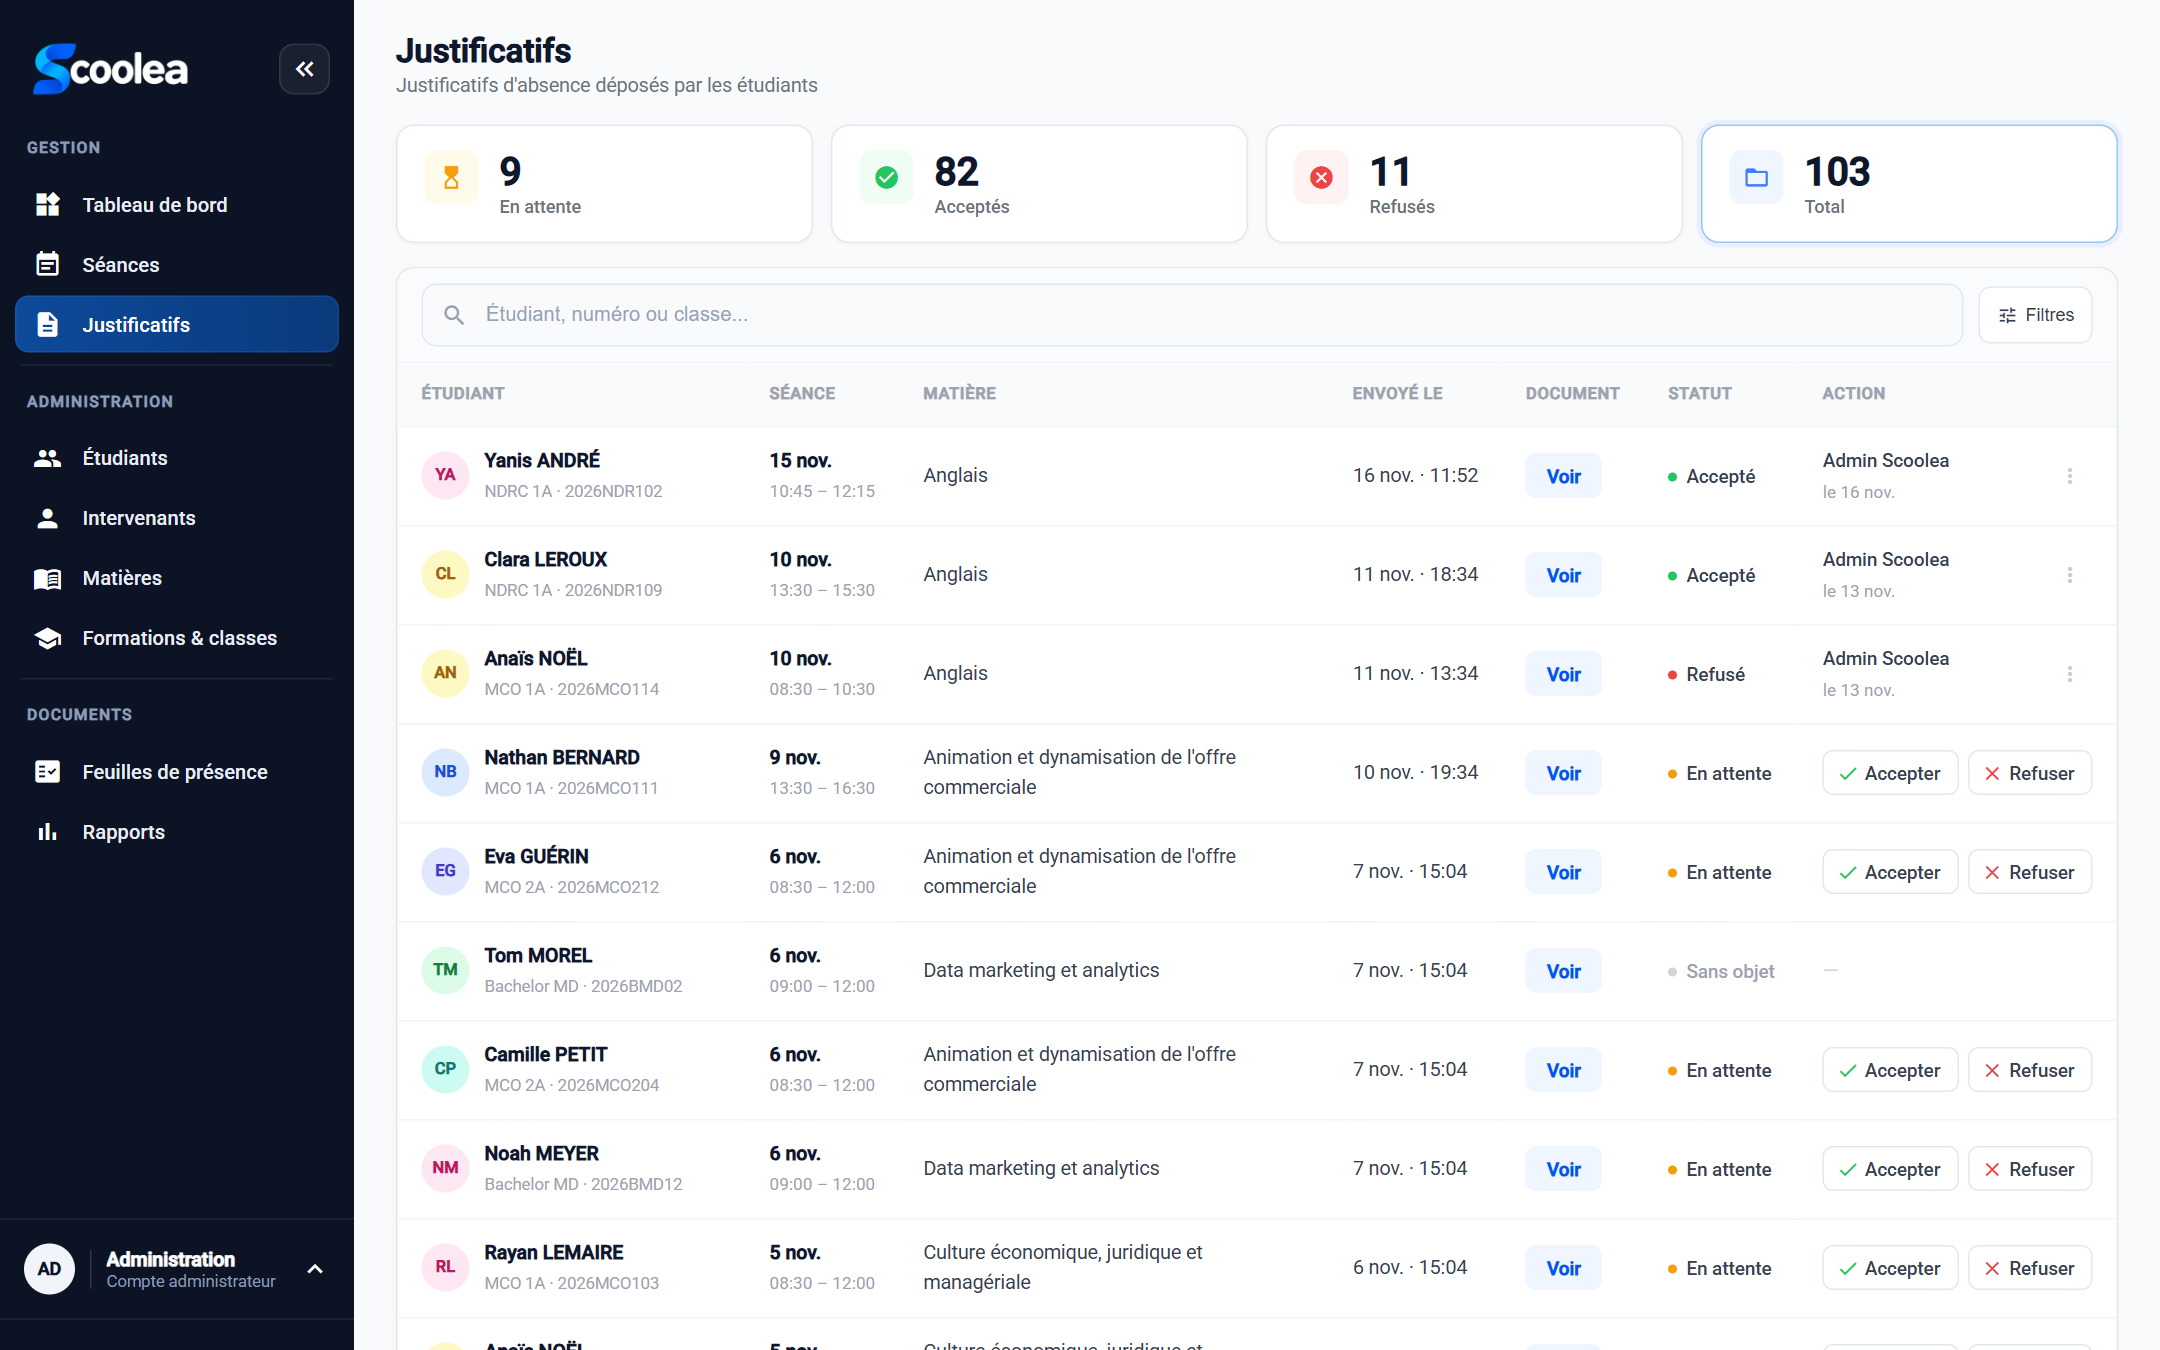 Scoolea
GESTION
Tableau de bord
Séances
Justificatifs
ADMINISTRATION
Étudiants
Intervenants
Matières
Formations & classes
DOCUMENTS
Feuilles de présence
Rapports
AD
Administration
Compte administrateur
Justificatifs
Justificatifs d'absence déposés par les étudiants
9
En attente
82
Acceptés
11
Refusés
103
Total
Étudiant, numéro ou classe...
Filtres
ÉTUDIANT SÉANCE MATIÈRE ENVOYÉ LE DOCUMENT STATUT ACTION
YA Yanis ANDRÉ 15 nov. Anglais 16 nov. · 11:52 Voir Accepté Admin Scoolea
NDRC 1A · 2026NDR102 10:45 – 12:15 le 16 nov.
CL Clara LEROUX 10 nov. Anglais 11 nov. · 18:34 Voir Accepté Admin Scoolea
NDRC 1A · 2026NDR109 13:30 – 15:30 le 13 nov.
AN Anaïs NOËL 10 nov. Anglais 11 nov. · 13:34 Voir Refusé Admin Scoolea
MCO 1A · 2026MCO114 08:30 – 10:30 le 13 nov.
NB Nathan BERNARD 9 nov. Animation et dynamisation de l'offre 10 nov. · 19:34 Voir En attente Accepter Refuser
MCO 1A · 2026MCO111 13:30 – 16:30 commerciale
EG Eva GUÉRIN 6 nov. Animation et dynamisation de l'offre 7 nov. · 15:04 Voir En attente Accepter Refuser
MCO 2A · 2026MCO212 08:30 – 12:00 commerciale
TM Tom MOREL 6 nov. Data marketing et analytics 7 nov. · 15:04 Voir Sans objet —
Bachelor MD · 2026BMD02 09:00 – 12:00
CP Camille PETIT 6 nov. Animation et dynamisation de l'offre 7 nov. · 15:04 Voir En attente Accepter Refuser
MCO 2A · 2026MCO204 08:30 – 12:00 commerciale
NM Noah MEYER 6 nov. Data marketing et analytics 7 nov. · 15:04 Voir En attente Accepter Refuser
Bachelor MD · 2026BMD12 09:00 – 12:00
RL Rayan LEMAIRE 5 nov. Culture économique, juridique et 6 nov. · 15:04 Voir En attente Accepter Refuser
MCO 1A · 2026MCO103 08:30 – 12:00 managériale
Anaïs NOËL 5 nov. Culture économique, juridique et